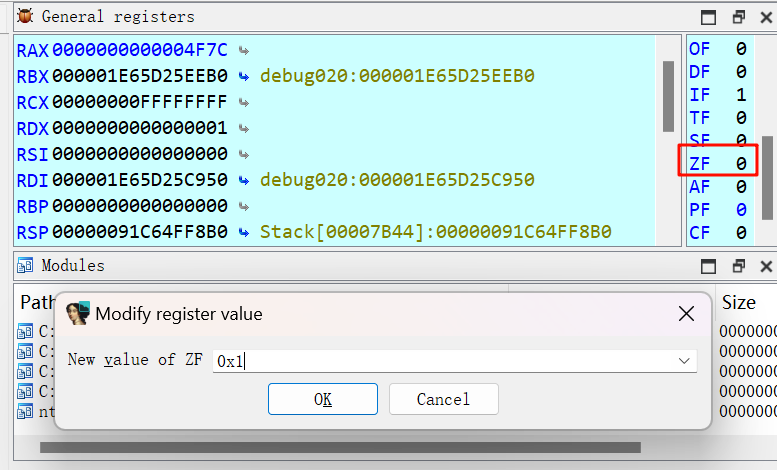 General registers
RAX 0000000000004F7C
RBX 000001E65D25EEB0 debug020:000001E65D25EEB0
RCX 00000000FFFFFFFF
RDX 0000000000000001
RSI 0000000000000000
RDI 000001E65D25C950 debug020:000001E65D25C950
RBP 0000000000000000
RSP 00000091C64FF8B0 Stack[00007B44]:00000091C64FF8B0
OF 0
DF 0
IF 1
TF 0
SF 0
ZF 0
AF 0
PF 0
CF 0
Modules
Path Size
C: 0000000
C: 0000000
C: 0000000
C: 0000000
nt 0000000
Modify register value
New value of ZF 0x1
OK Cancel